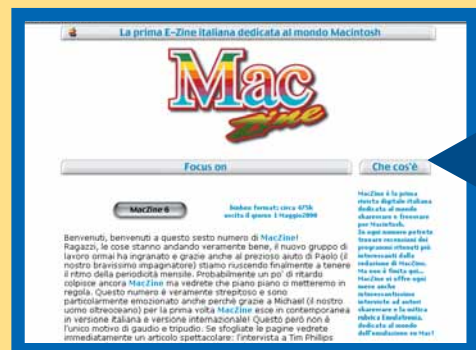 La prima E-Zine italiana dedicata al mondo Macintosh
Mac
Zine
Focus on
MacZine 6
binhex format; circa 475k
uscito il giorno 1 Maggio2000
Benvenuti, benvenuti a questo sesto numero di MacZine!
Ragazzi, le cose stanno andando veramente bene, il nuovo gruppo di
lavoro ormai ha ingranato e grazie anche al prezioso aiuto di Paolo (il
nostro bravissimo impaginatore) stiamo riuscendo finalmente a tenere
il ritmo della periodità mensile. Probabilmente un po' di ritardo
colpisce ancora MacZine ma vedrete che piano piano ci metteremo in
regola. Questo numero è veramente strepitoso e sono
particolarmente emozionato anche perchè grazie a Michael (il nostro
uomo oltreoceano) per la prima volta MacZine esce in contemporanea
in versione italiana e versione internazionale! Questo però non è
l'unico motivo di gaudio e tripudio. Se sfogliate le pagine vedrete
immediatamente un articolo spettacolare: l'intervista a Tim Philips
Che cos'è
MacZine è la prima
rivista digitale italiana
dedicata al mondo
shareware e freeware
per Macintosh.
In ogni numero potrete
trovare recensioni dei
programmi ritenuti più
interessanti dalla
redazione di MacZine.
Ma non è finita qui...
MacZine vi offre ogni
mese anche
interessantissime
interviste ad autori
shareware e la mitica
rubrica Emulatromia,
dedicata al mondo
dell'emulazione su Mac!